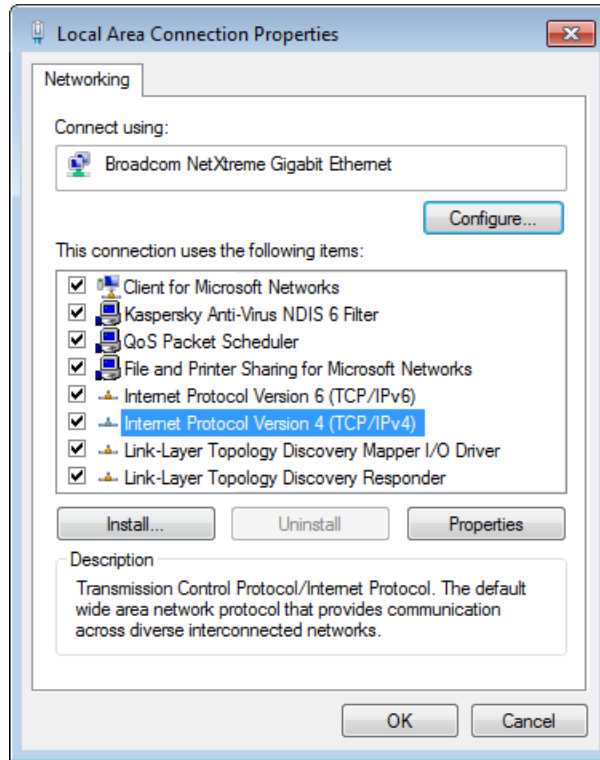 Local Area Connection Properties
Networking
Connect using:
Broadcom NetXtreme Gigabit Ethernet
Configure...
This connection uses the following items:
Client for Microsoft Networks
Kaspersky Anti-Virus NDIS 6 Filter
QoS Packet Scheduler
File and Printer Sharing for Microsoft Networks
Internet Protocol Version 6 (TCP/IPv6)
Internet Protocol Version 4 (TCP/IPv4)
Link-Layer Topology Discovery Mapper I/O Driver
Link-Layer Topology Discovery Responder
Install... Uninstall Properties
Description
Transmission Control Protocol/Internet Protocol. The default
wide area network protocol that provides communication
across diverse interconnected networks.
OK Cancel